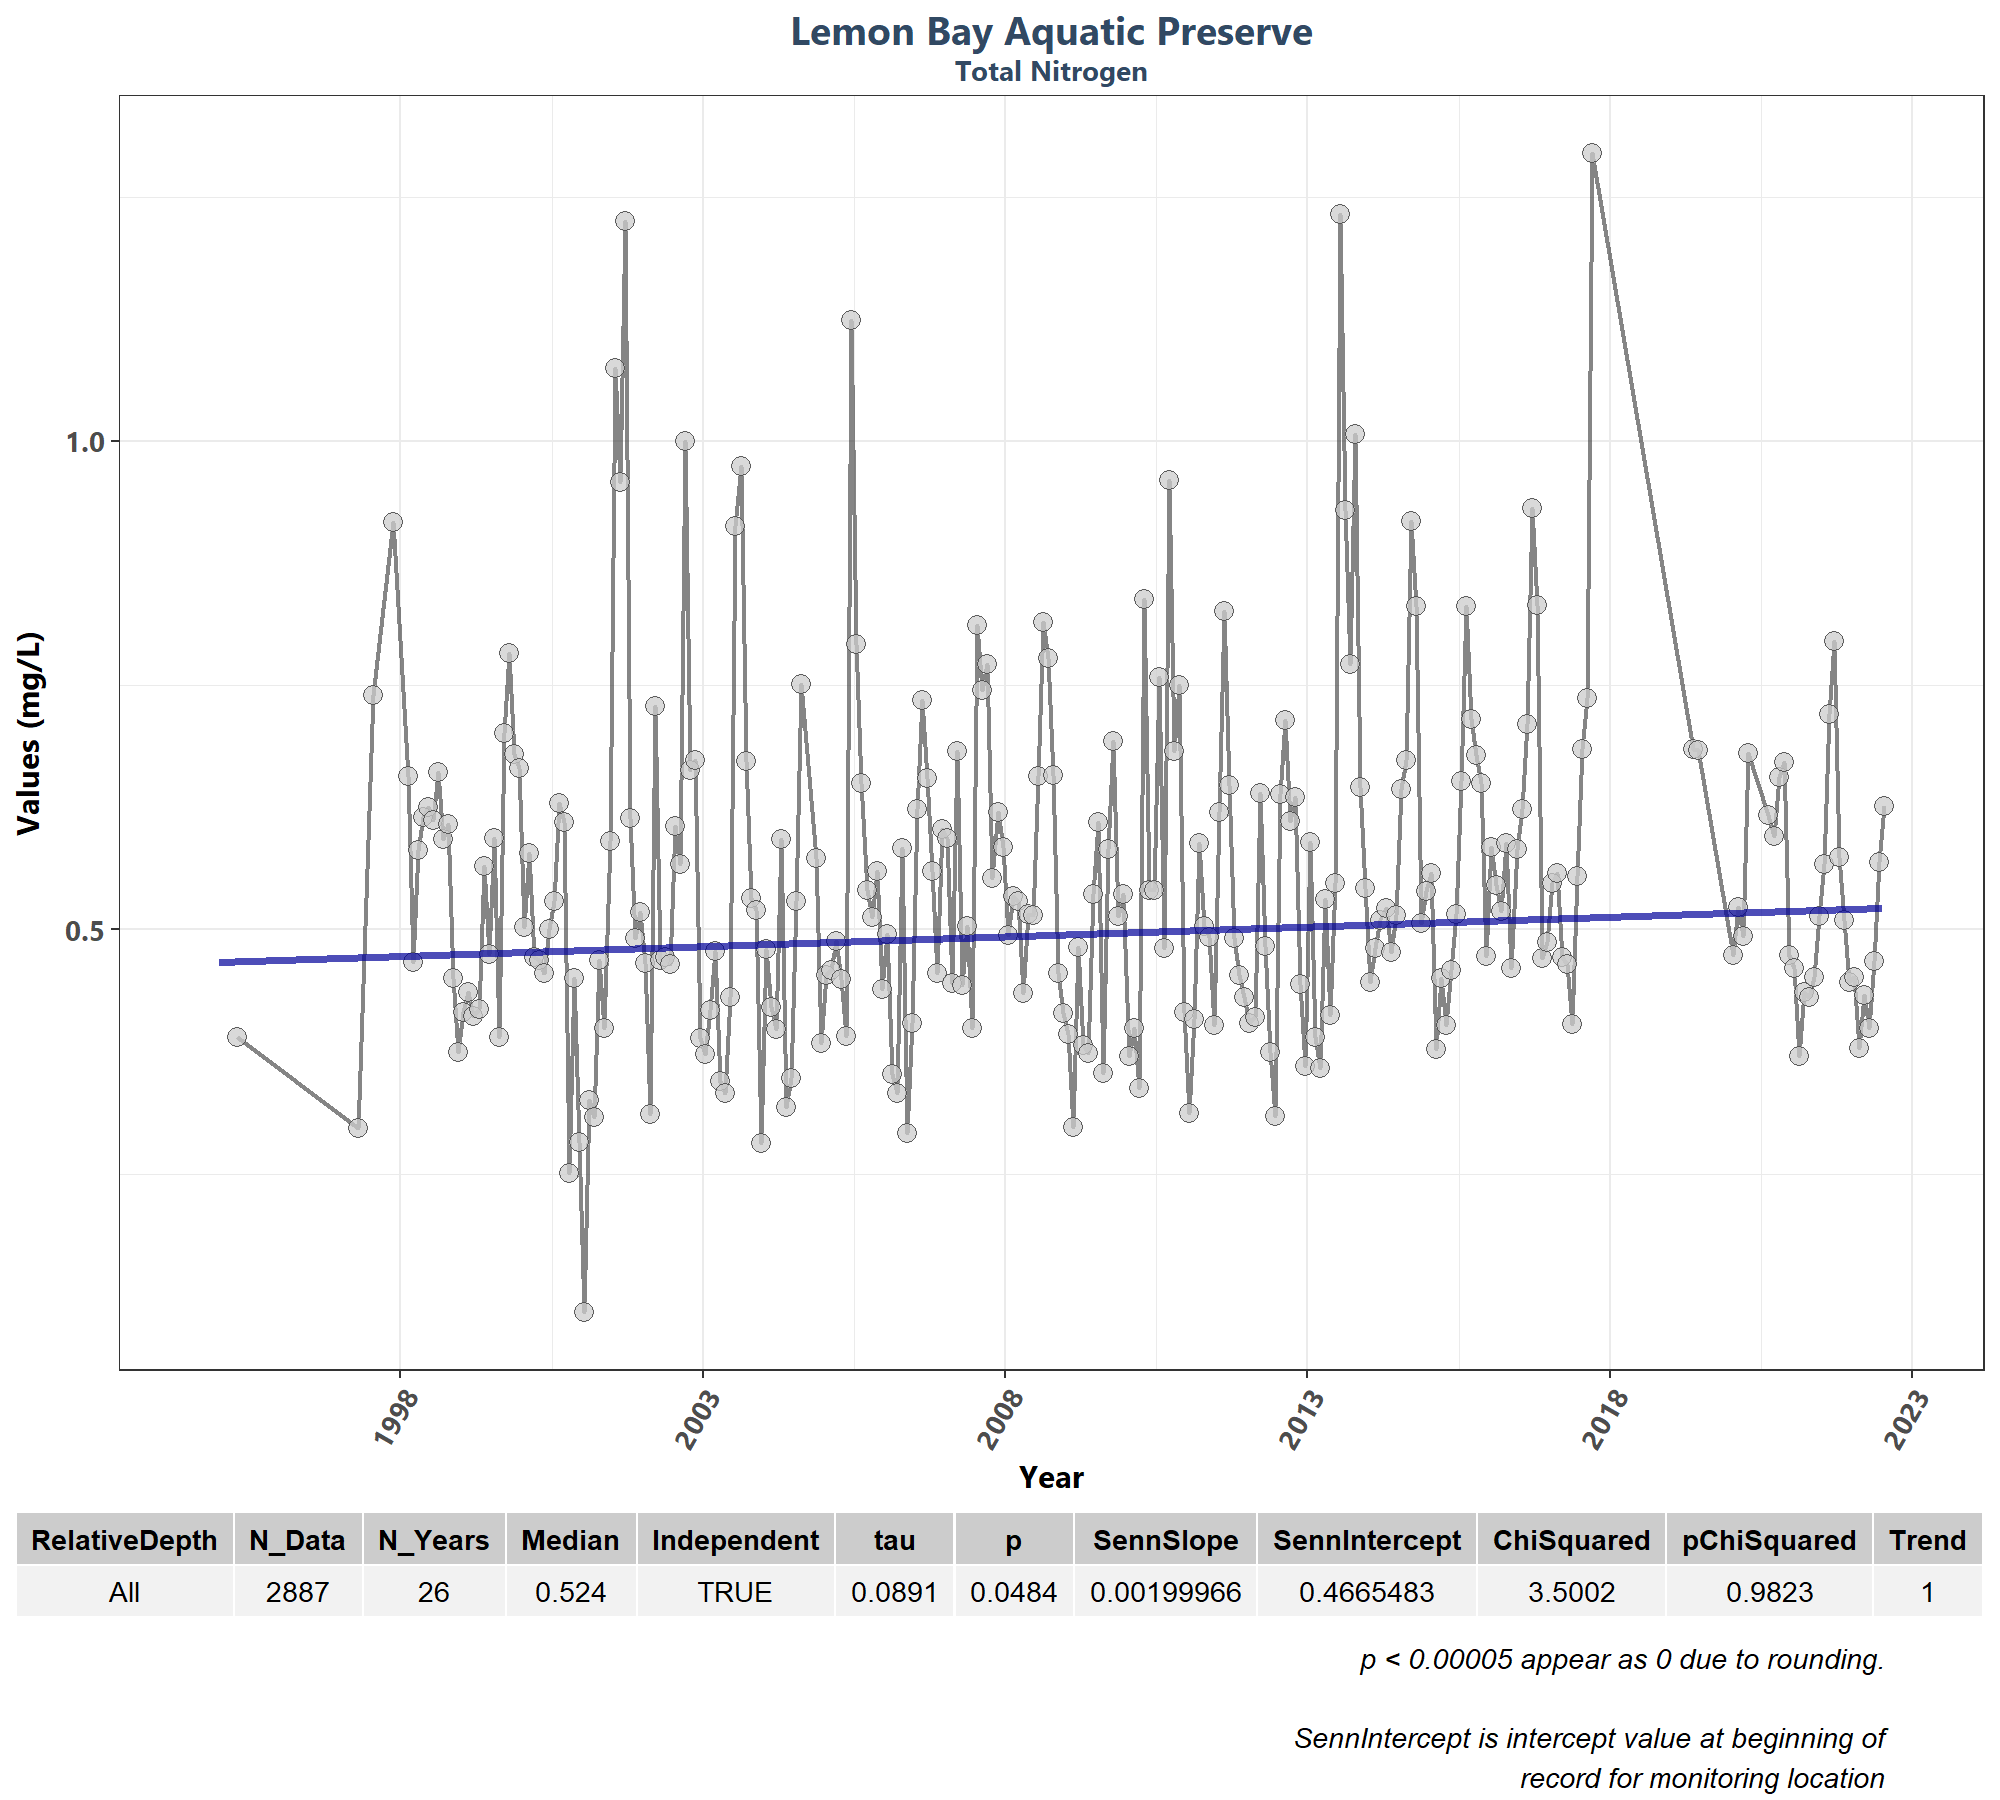 Lemon Bay Aquatic Preserve
Total Nitrogen
Values (mg/L)
1.0
0.5
1998 2003 2008 2013 2018 2023
Year
RelativeDepth N_Data N_Years Median Independent tau p SennSlope SennIntercept ChiSquared pChiSquared Trend
All 2887 26 0.524 TRUE 0.0891 0.0484 0.00199966 0.4665483 3.5002 0.9823 1
p < 0.00005 appear as 0 due to rounding.
SennIntercept is intercept value at beginning of
record for monitoring location